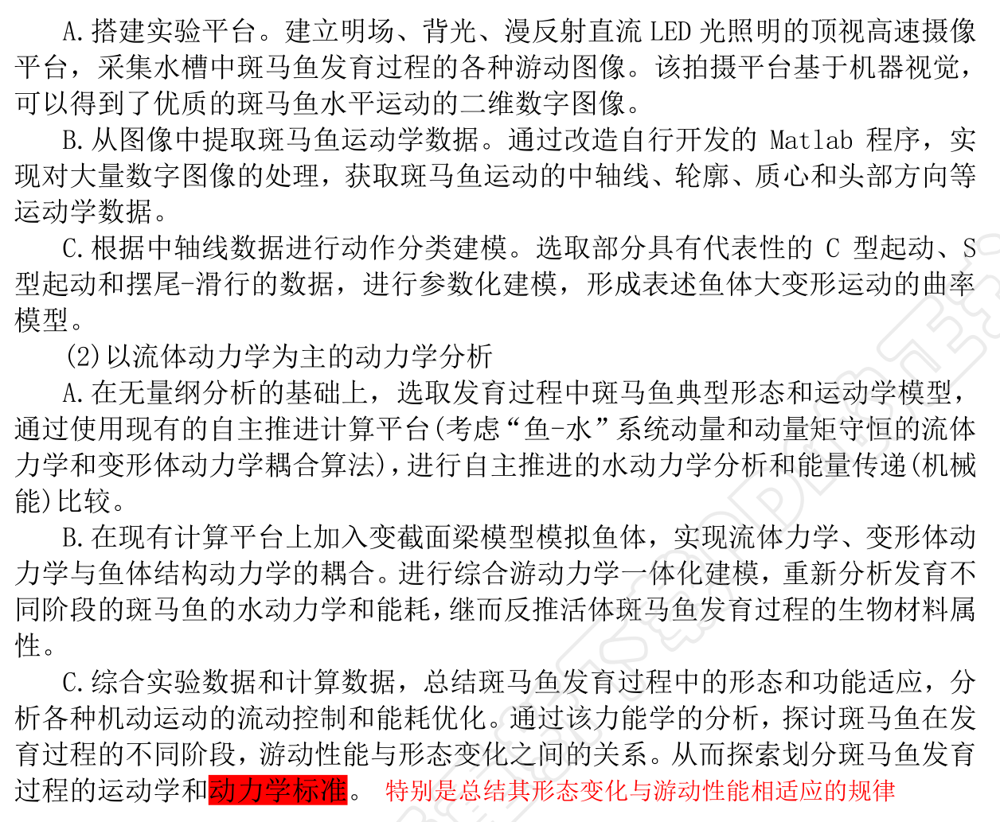 A.搭建实验平台。建立明场、背光、漫反射直流 LED 光照明的顶视高速摄像
平台，采集水槽中斑马鱼发育过程的各种游动图像。该拍摄平台基于机器视觉，
可以得到了优质的斑马鱼水平运动的二维数字图像。
B.从图像中提取斑马鱼运动学数据。通过改造自行开发的 Matlab 程序，实
现对大量数字图像的处理，获取斑马鱼运动的中轴线、轮廓、质心和头部方向等
运动学数据。
C.根据中轴线数据进行动作分类建模。选取部分具有代表性的 C 型起动、S
型起动和摆尾-滑行的数据，进行参数化建模，形成表述鱼体大变形运动的曲率
模型。
(2)以流体动力学为主的动力学分析
A.在无量纲分析的基础上，选取发育过程中斑马鱼典型形态和运动学模型，
通过使用现有的自主推进计算平台(考虑“鱼-水”系统动量和动量矩守恒的流体
力学和变形体动力学耦合算法)，进行自主推进的水动力学分析和能量传递(机械
能)比较。
B.在现有计算平台上加入变截面梁模型模拟鱼体，实现流体力学、变形体动
力学与鱼体结构动力学的耦合。进行综合游动力学一体化建模，重新分析发育不
同阶段的斑马鱼的水动力学和能耗，继而反推活体斑马鱼发育过程的生物材料属
性。
C.综合实验数据和计算数据，总结斑马鱼发育过程中的形态和功能适应，分
析各种机动运动的流动控制和能耗优化。通过该力能学的分析，探讨斑马鱼在发
育过程的不同阶段，游动性能与形态变化之间的关系。从而探索划分斑马鱼发育
过程的运动学和动力学标准。 特别是总结其形态变化与游动性能相适应的规律